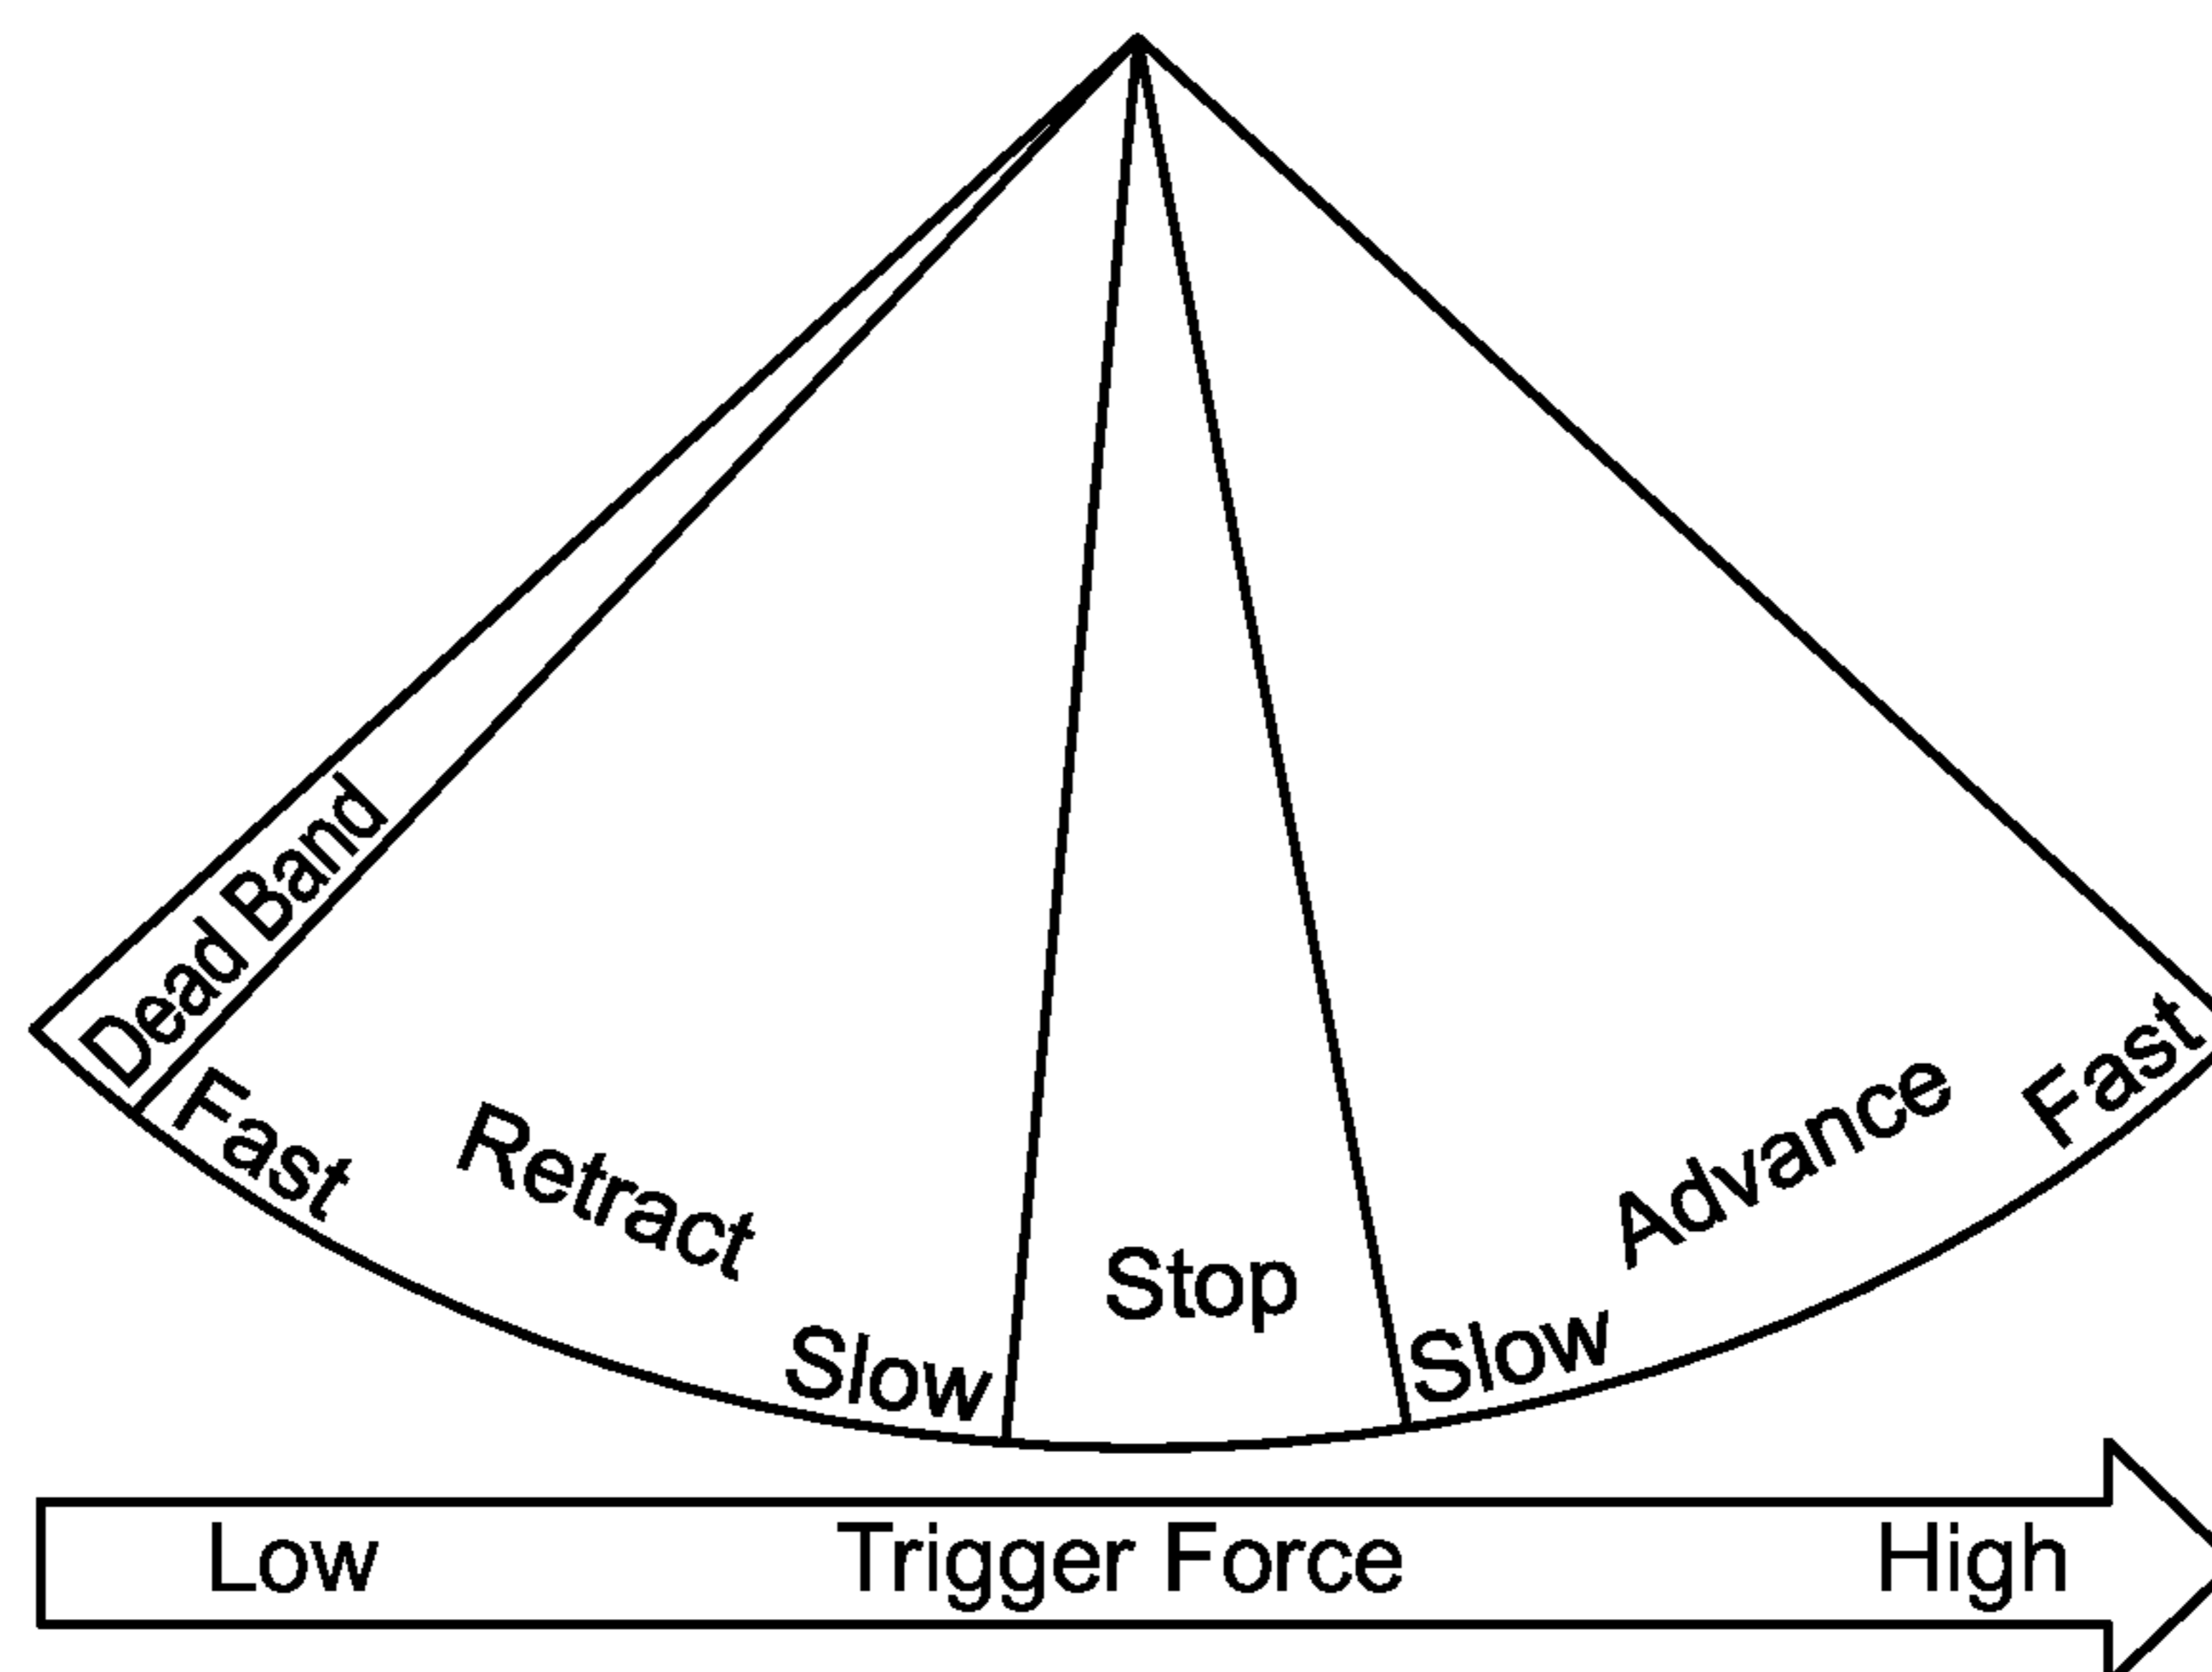 Dead Band
Fast
Retract
Slow
Stop
Slow
Advance
Fast
Low
Trigger Force
High